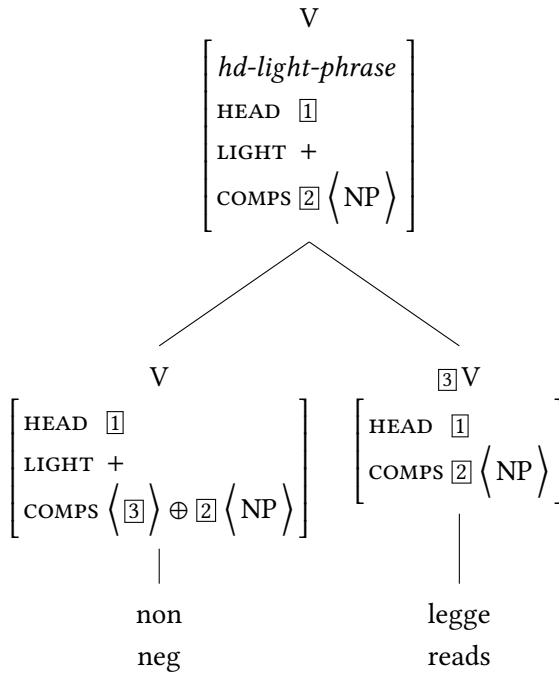 V
hd-light-phrase
HEAD 1
LIGHT +
COMPS 2 ⟨NP⟩
V
HEAD 1
LIGHT +
COMPS ⟨3⟩ ⊕ 2 ⟨NP⟩
3 V
HEAD 1
COMPS 2 ⟨NP⟩
non
neg
legge
reads